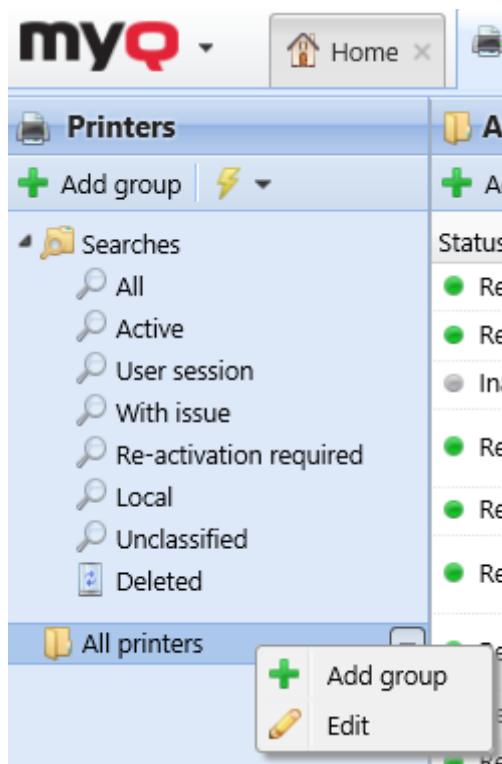 myQ
Home
Printers
Add group
Searches
All
Active
User session
With issue
Re-activation required
Local
Unclassified
Deleted
All printers
Add group
Edit
Status